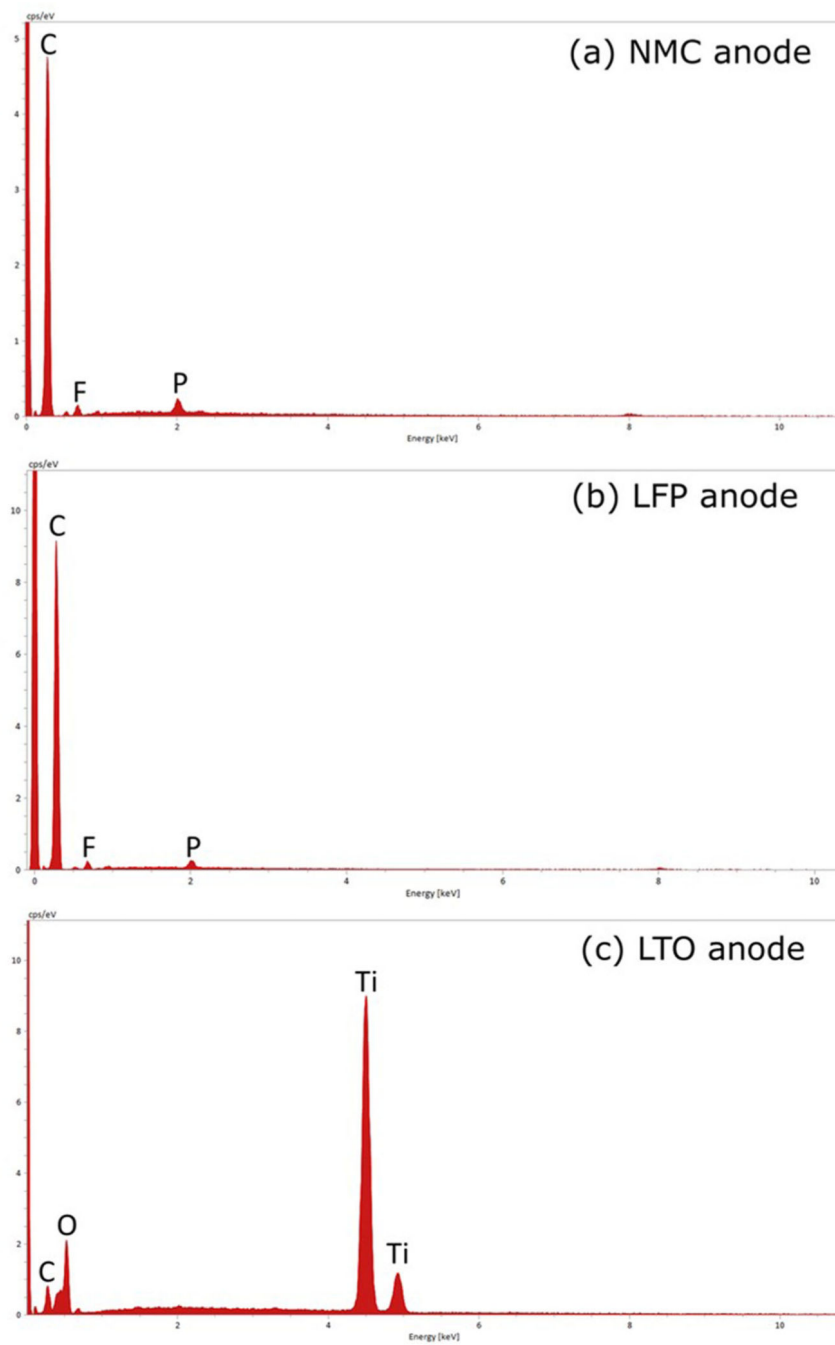 cps/eV
(a) NMC anode
5
C
4
3
2
1
F
P
0
0 2 4 6 8 10
Energy [keV]
cps/eV
(b) LFP anode
10
C
8
6
4
2
F
P
0
0 2 4 6 8 10
Energy [keV]
cps/eV
(c) LTO anode
10
Ti
8
6
4
O
2
Ti
C
0
2 4 6 8 10
Energy [keV]